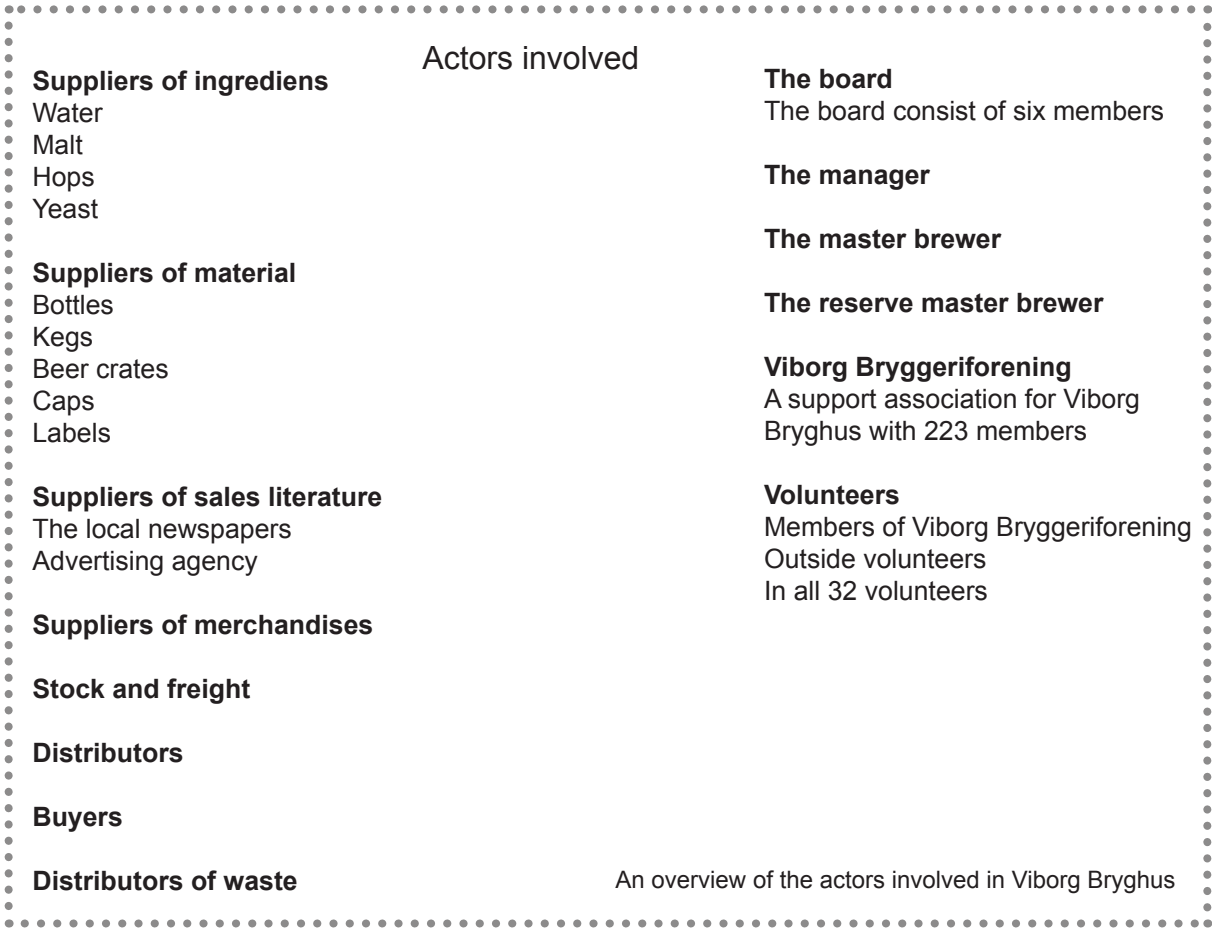 Actors involved
Suppliers of ingrediens
Water
Malt
Hops
Yeast
Suppliers of material
Bottles
Kegs
Beer crates
Caps
Labels
Suppliers of sales literature
The local newspapers
Advertising agency
Suppliers of merchandises
Stock and freight
Distributors
Buyers
Distributors of waste
The board
The board consist of six members
The manager
The master brewer
The reserve master brewer
Viborg Bryggeriforening
A support association for Viborg
Bryghus with 223 members
Volunteers
Members of Viborg Bryggeriforening
Outside volunteers
In all 32 volunteers
An overview of the actors involved in Viborg Bryghus